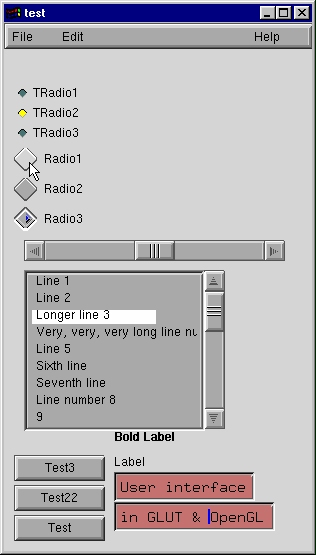 test
File Edit Help
TRadio1
TRadio2
TRadio3
Radio1
Radio2
Radio3
Line 1
Line 2
Longer line 3
Very, very, very long line nu
Line 5
Sixth line
Seventh line
Line number 8
9
Bold Label
Test3
Test22
Test
Label
User interface
in GLUT & OpenGL